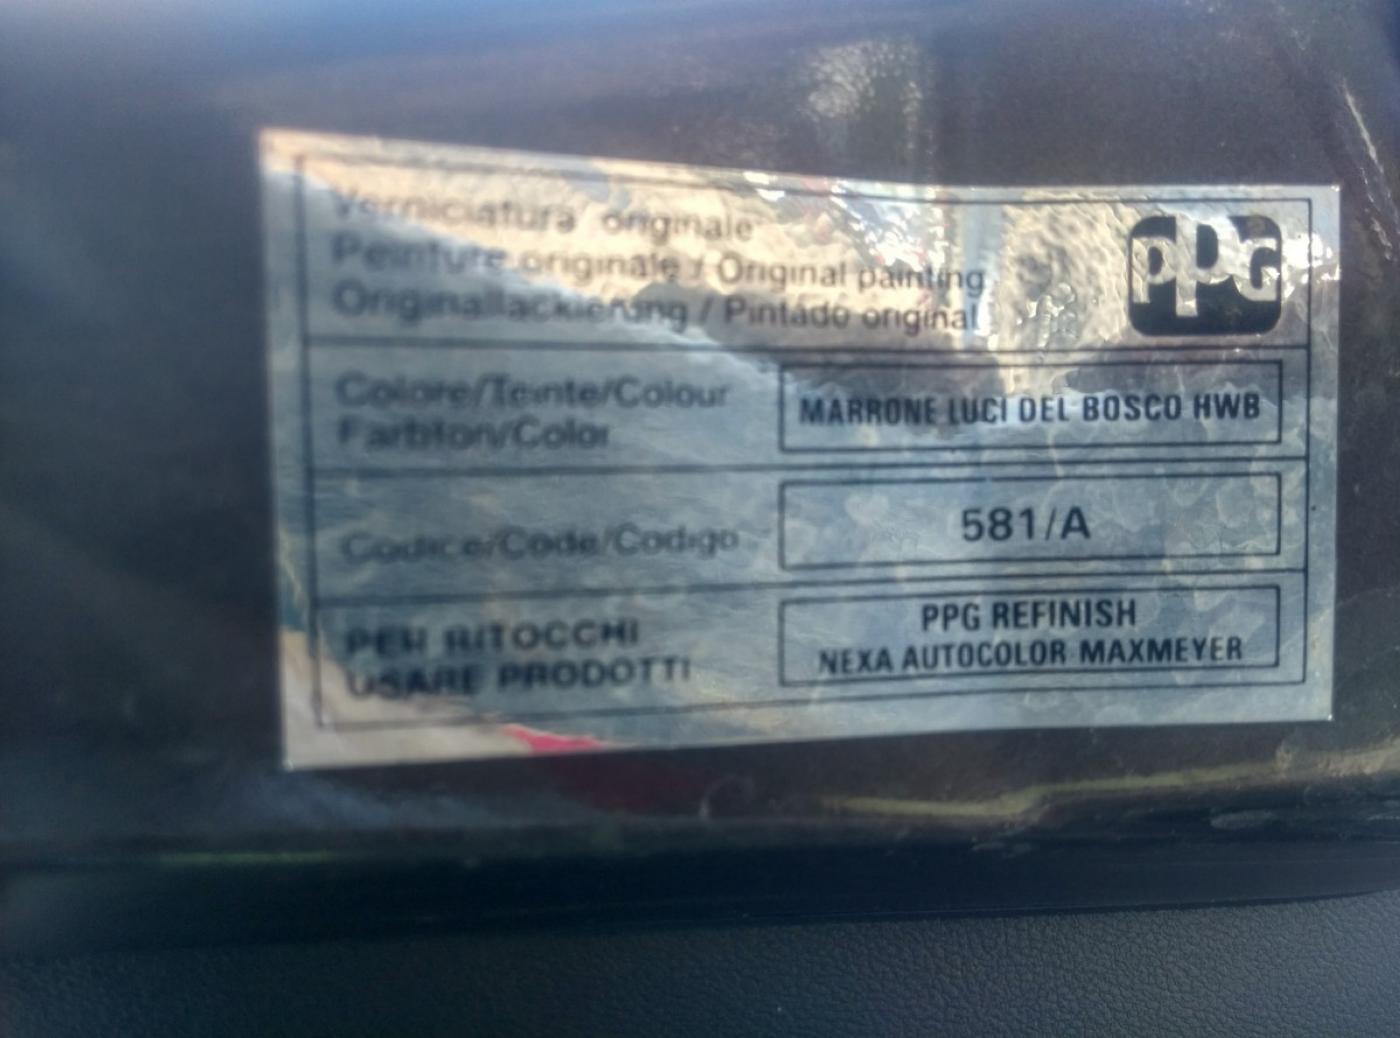 Verniciatura originale
Peinture originale / Original painting
Originallackierung / Pintado original
PPG
Colore/Teinte/Colour
Farbton/Color
MARRONE LUCI DEL BOSCO HWB
Codice/Code/Codigo
581/A
PER RITOCCHI
USARE PRODOTTI
PPG REFINISH
NEXA AUTOCOLOR MAXMEYER